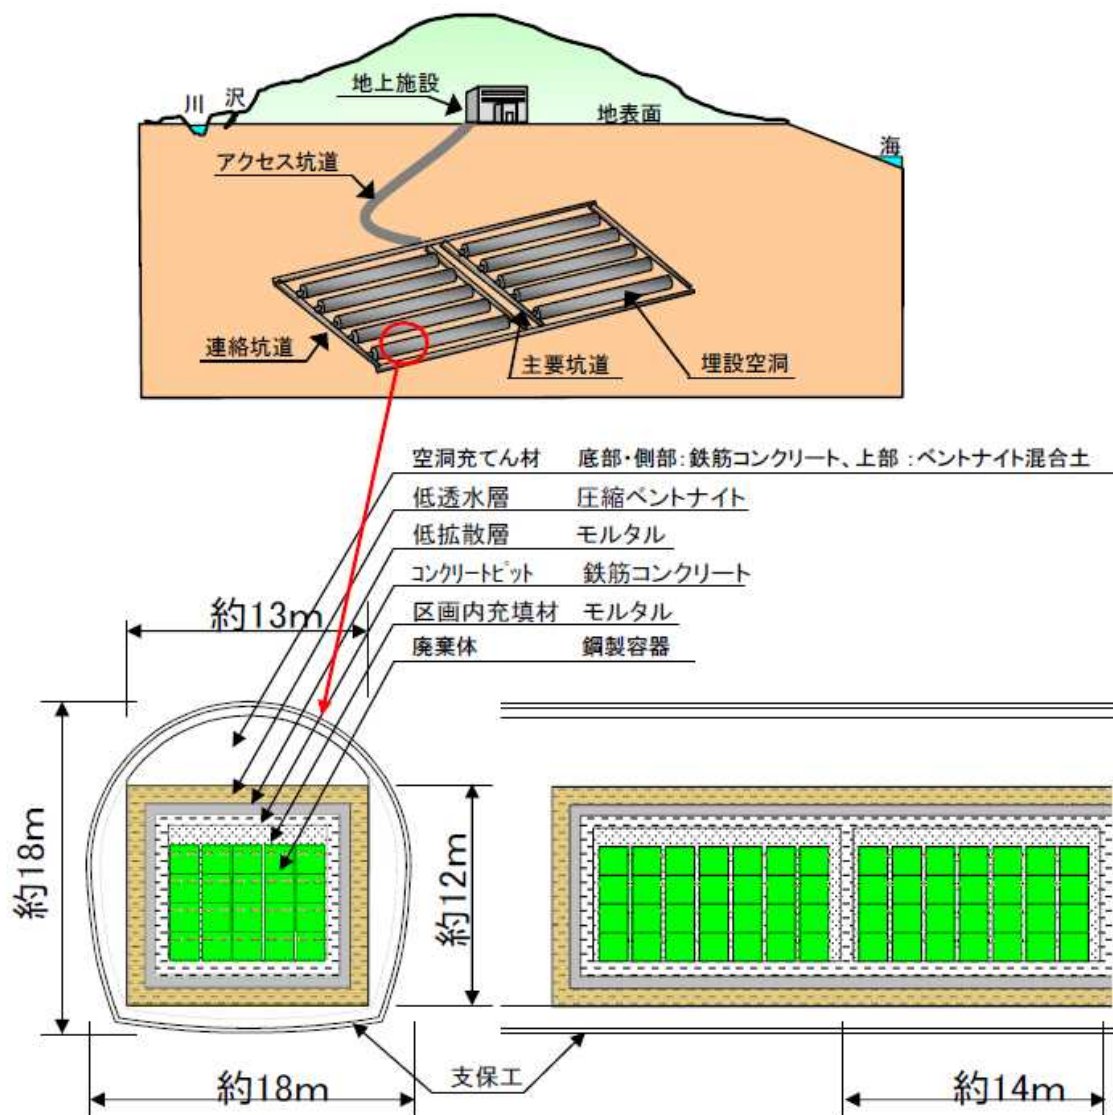 地上施設
川 沢
地表面
海
アクセス坑道
連絡坑道
主要坑道
埋設空洞
空洞充てん材 底部・側部:鉄筋コンクリート、上部:ベントナイト混合土
低透水層 圧縮ベントナイト
低拡散層 モルタル
コンクリートピット 鉄筋コンクリート
区画内充填材 モルタル
廃棄体 鋼製容器
約13m
約18m
約12m
支保工
約18m
約14m